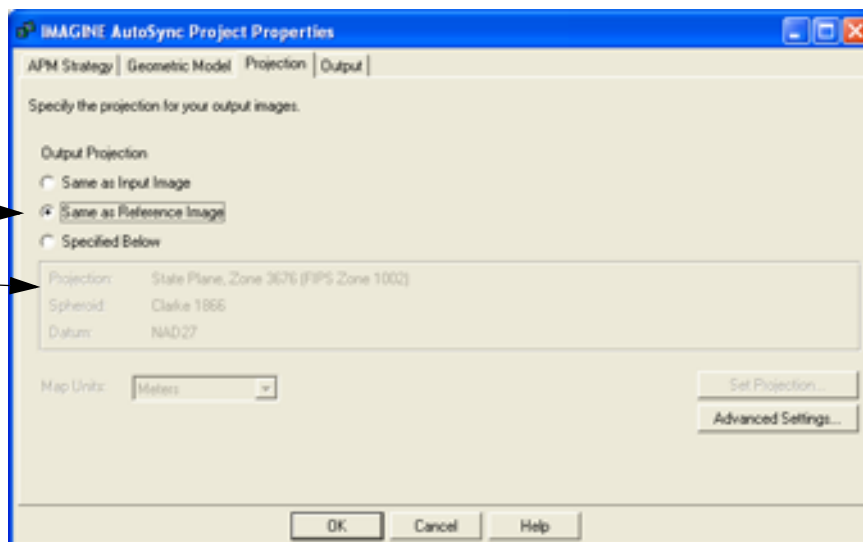 IMAGINE AutoSync Project Properties
APM Strategy Geometric Model Projection Output
Specify the projection for your output images.
Output Projection
Same as Input Image
Same as Reference Image
Specified Below
Projection: State Plane, Zone 3676 (FIPS Zone 1002)
Spheroid: Clarke 1866
Datum: NAD27
Map Units: Meters
Set Projection...
Advanced Settings...
OK Cancel Help